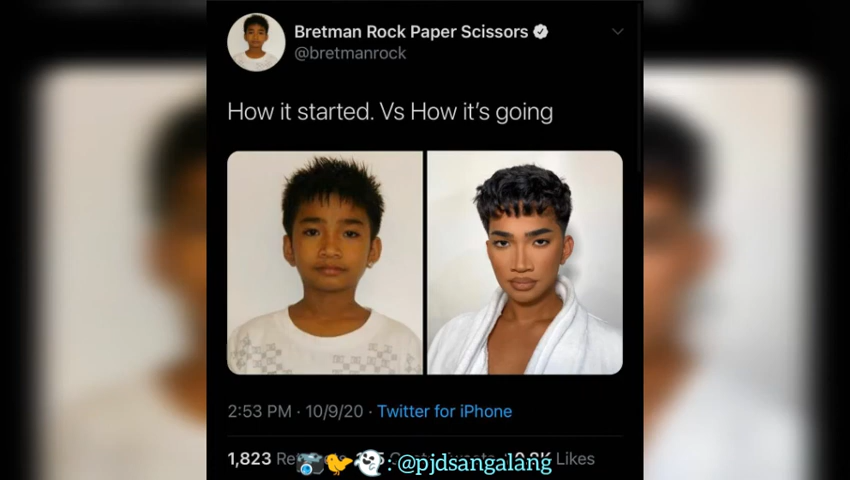 Bretman Rock Paper Scissors
@bretmanrock
How it started. Vs How it's going
2:53 PM · 10/9/20 · Twitter for iPhone
1,823 Likes
: @pjdsangalang